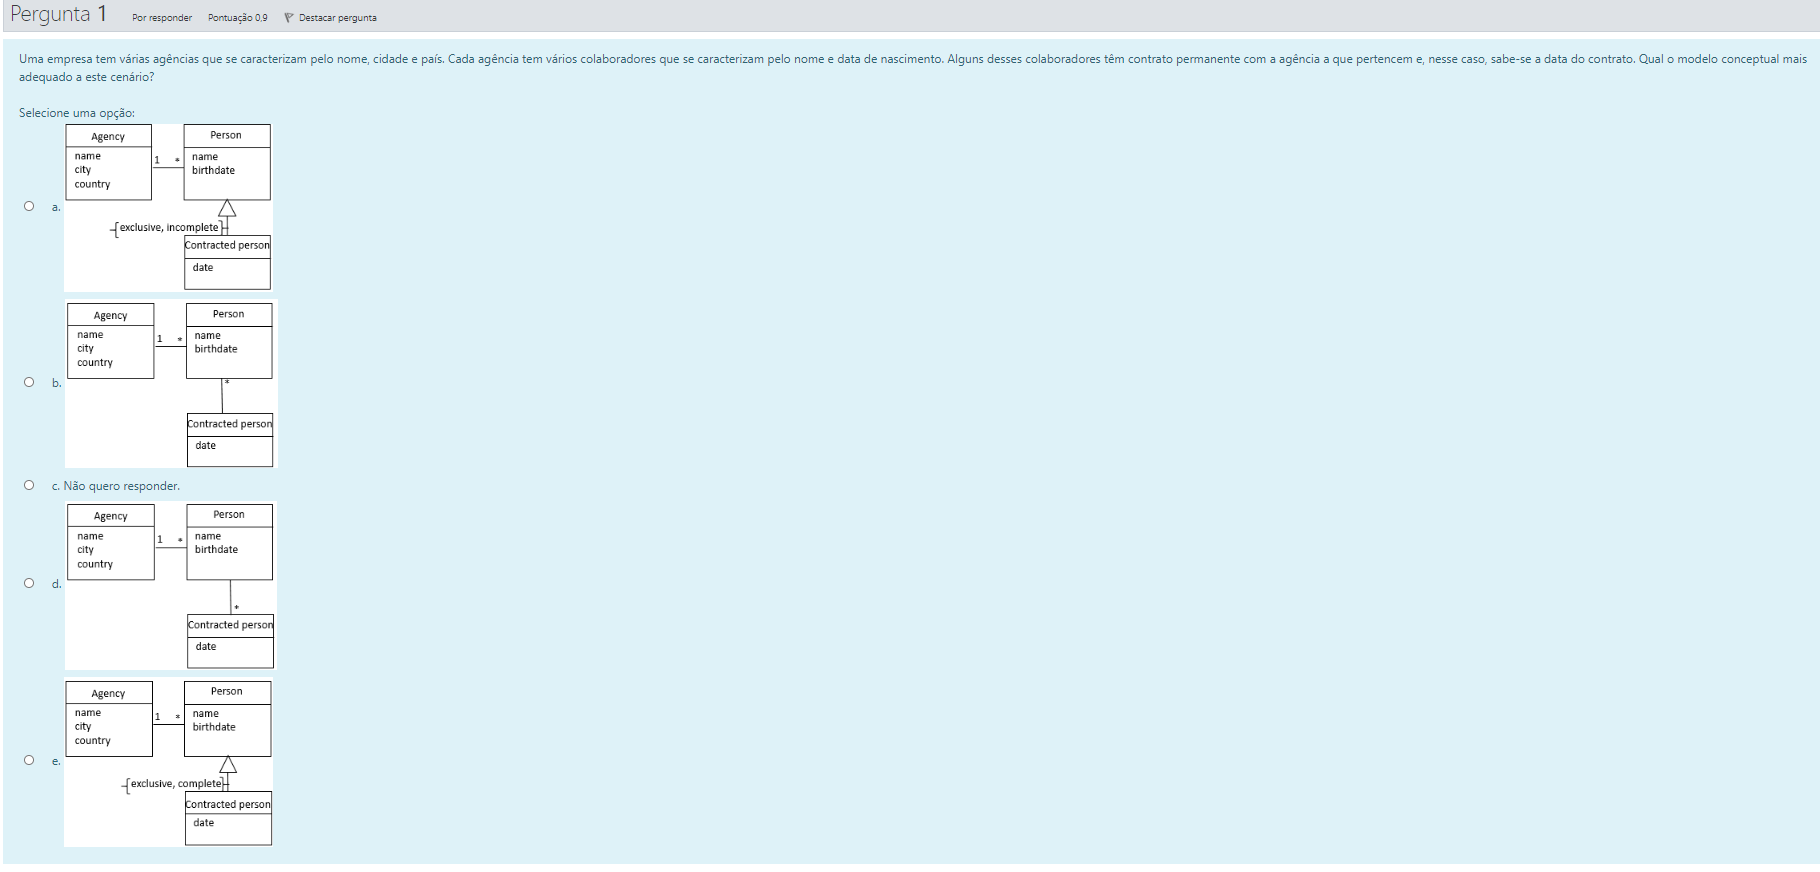 Pergunta 1 Por responder Pontuação 0,9 Destacar pergunta
Uma empresa tem várias agências que se caracterizam pelo nome, cidade e país. Cada agência tem vários colaboradores que se caracterizam pelo nome e data de nascimento. Alguns desses colaboradores têm contrato permanente com a agência a que pertencem e, nesse caso, sabe-se a data do contrato. Qual o modelo conceptual mais
adequado a este cenário?
Selecione uma opção:
a.
Agency
name
city
country
1 *
Person
name
birthdate
{exclusive, incomplete}
Contracted person
date
b.
Agency
name
city
country
1 *
Person
name
birthdate
*
Contracted person
date
c. Não quero responder.
d.
Agency
name
city
country
1 *
Person
name
birthdate
*
Contracted person
date
e.
Agency
name
city
country
1 *
Person
name
birthdate
{exclusive, complete}
Contracted person
date